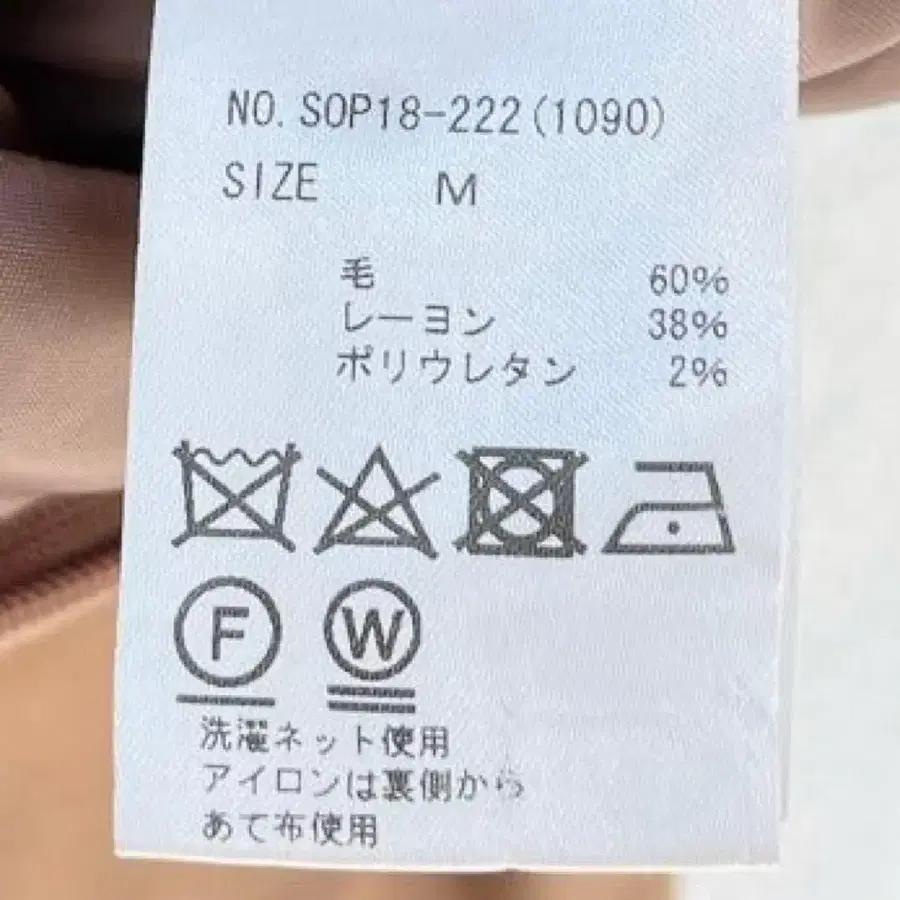 NO. SOP18-222(1090)
SIZE M
毛 60%
レーヨン 38%
ポリウレタン 2%
F W
洗濯ネット使用
アイロンは裏側から
あて布使用